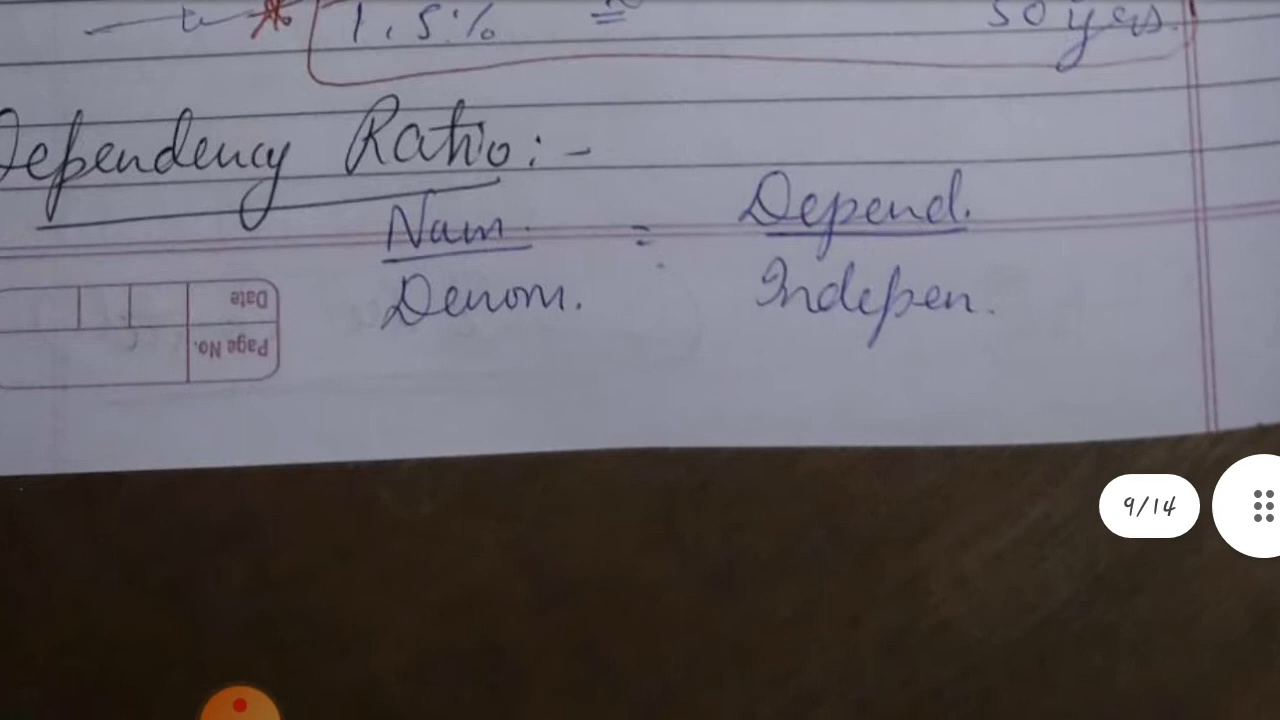 1.5% = 50 yrs.
Dependency Ratio :-
Num. = Depend.
Denom. Indepen.
Date
Page No.
9/14